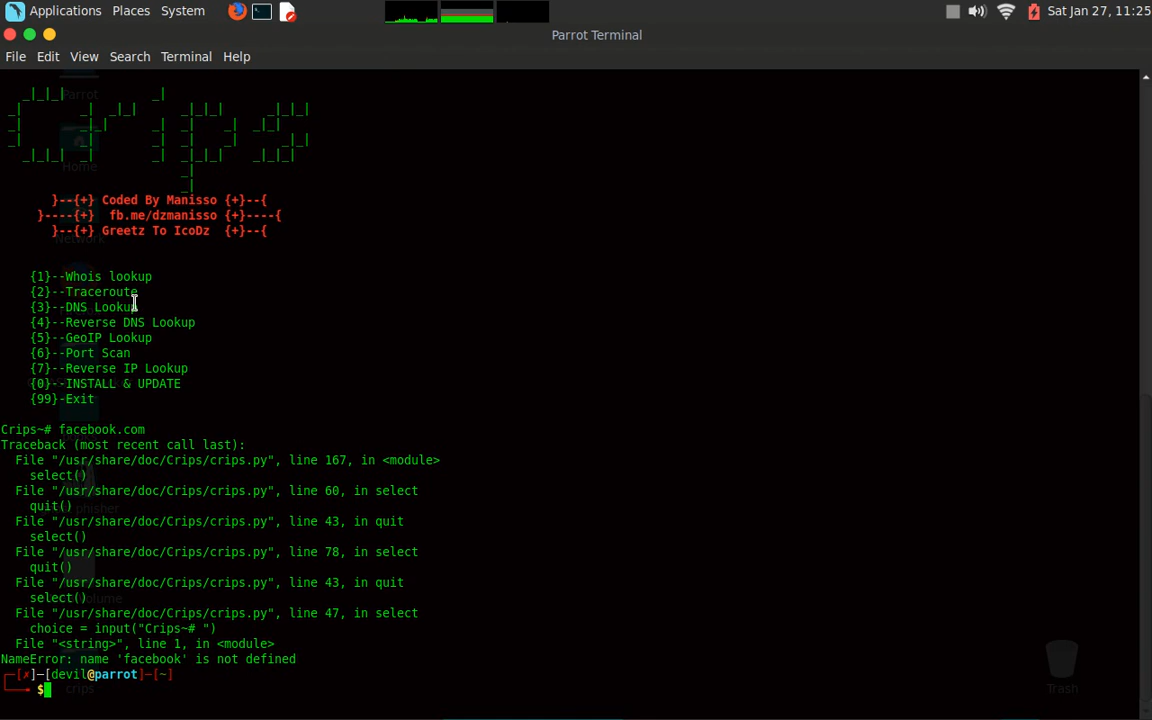 Applications Places System
Sat Jan 27, 11:25
Parrot Terminal
File Edit View Search Terminal Help
Parrot
Crips
Home
}--{+} Coded By Manisso {+}--{
}----{+}  fb.me/dzmanisso {+}----{
}--{+} Greetz To IcoDz  {+}--{
Network
{1}--Whois lookup
{2}--Traceroute
{3}--DNS Lookup
{4}--Reverse DNS Lookup
{5}--GeoIP Lookup
{6}--Port Scan
{7}--Reverse IP Lookup
{0}--INSTALL & UPDATE
{99}-Exit
Crips~# facebook.com
Traceback (most recent call last):
File "/usr/share/doc/Crips/crips.py", line 167, in <module>
select()
File "/usr/share/doc/Crips/crips.py", line 60, in select
quit()
phisher
File "/usr/share/doc/Crips/crips.py", line 43, in quit
select()
File "/usr/share/doc/Crips/crips.py", line 78, in select
quit()
File "/usr/share/doc/Crips/crips.py", line 43, in quit
select()
File "/usr/share/doc/Crips/crips.py", line 47, in select
choice = input("Crips~# ")
File "<string>", line 1, in <module>
NameError: name 'facebook' is not defined
┌─[✗]─[devil@parrot]─[~]
└──╼ $
crips
Trash